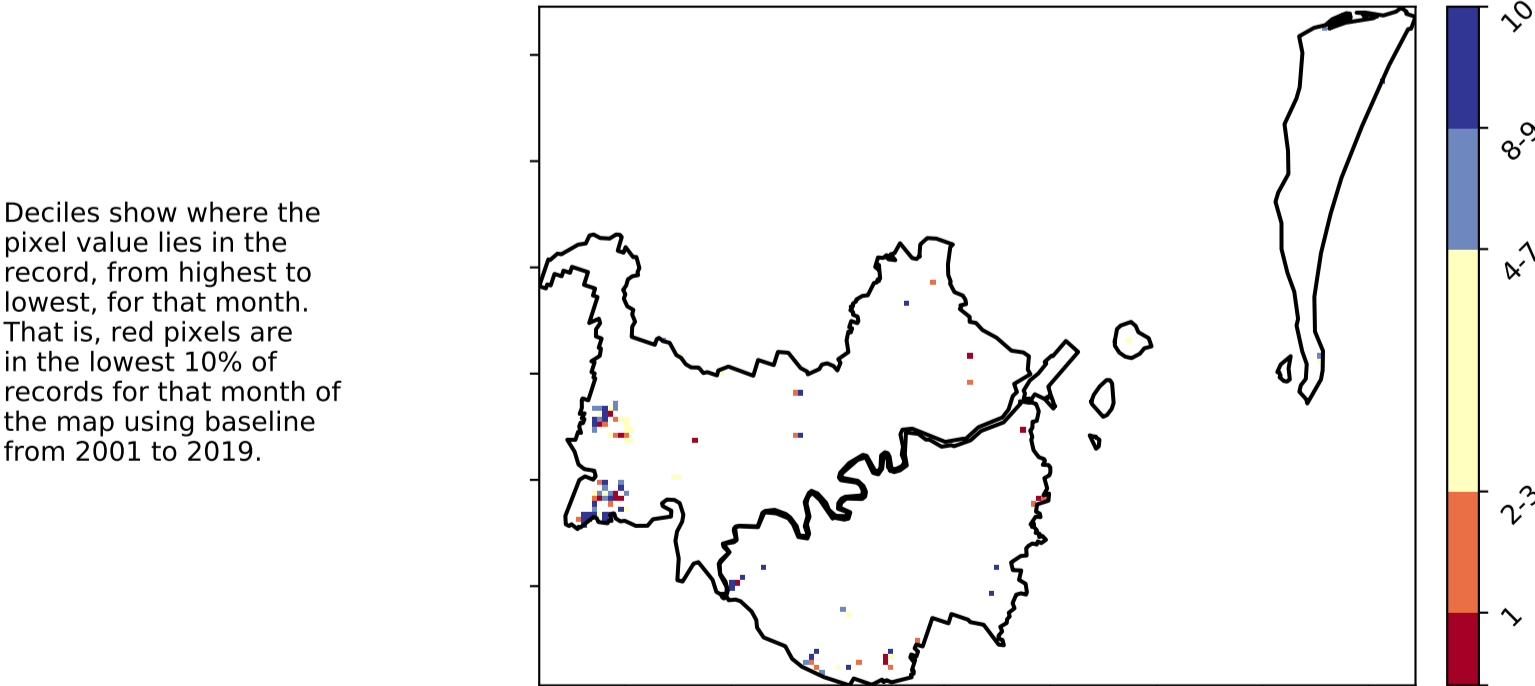 Deciles show where the
pixel value lies in the
record, from highest to
lowest, for that month.
That is, red pixels are
in the lowest 10% of
records for that month of
the map using baseline
from 2001 to 2019.
10
8-9
4-7
2-3
1